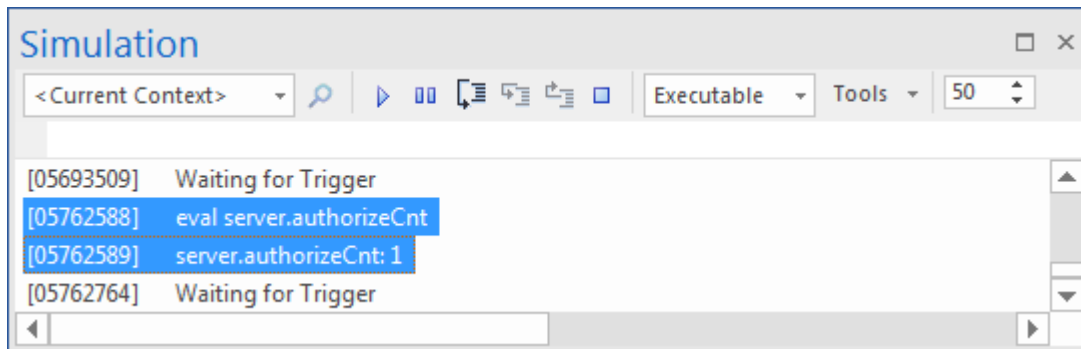 Simulation
<Current Context> Executable Tools 50
[05693509] Waiting for Trigger
[05762588] eval server.authorizeCnt
[05762589] server.authorizeCnt: 1
[05762764] Waiting for Trigger